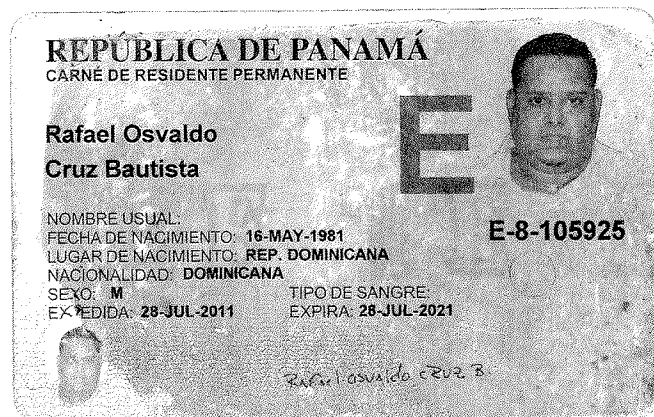 REPÚBLICA DE PANAMÁ
CARNÉ DE RESIDENTE PERMANENTE
Rafael Osvaldo
Cruz Bautista
E
NOMBRE USUAL:
FECHA DE NACIMIENTO: 16-MAY-1981
LUGAR DE NACIMIENTO: REP. DOMINICANA
NACIONALIDAD: DOMINICANA
SEXO: M TIPO DE SANGRE:
EXPEDIDA: 28-JUL-2011 EXPIRA: 28-JUL-2021
E-8-105925
Rafael osvaldo CRUZ B